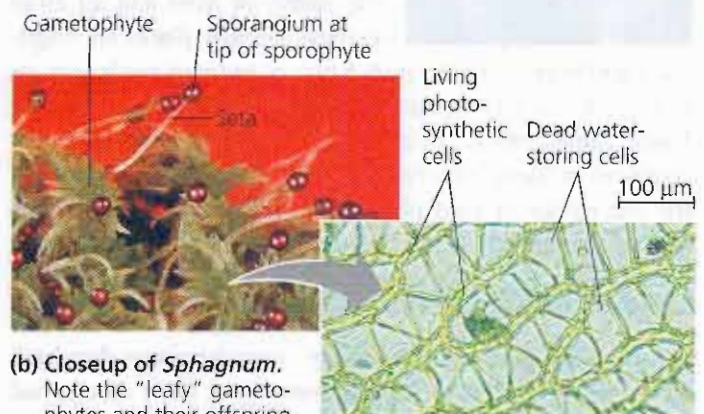 Gametophyte
Sporangium at
tip of sporophyte
Seta
Living
photo-
synthetic
cells
Dead water-
storing cells
100 μm
(b) Closeup of Sphagnum.
Note the "leafy" gameto-
phytes and their offspring,